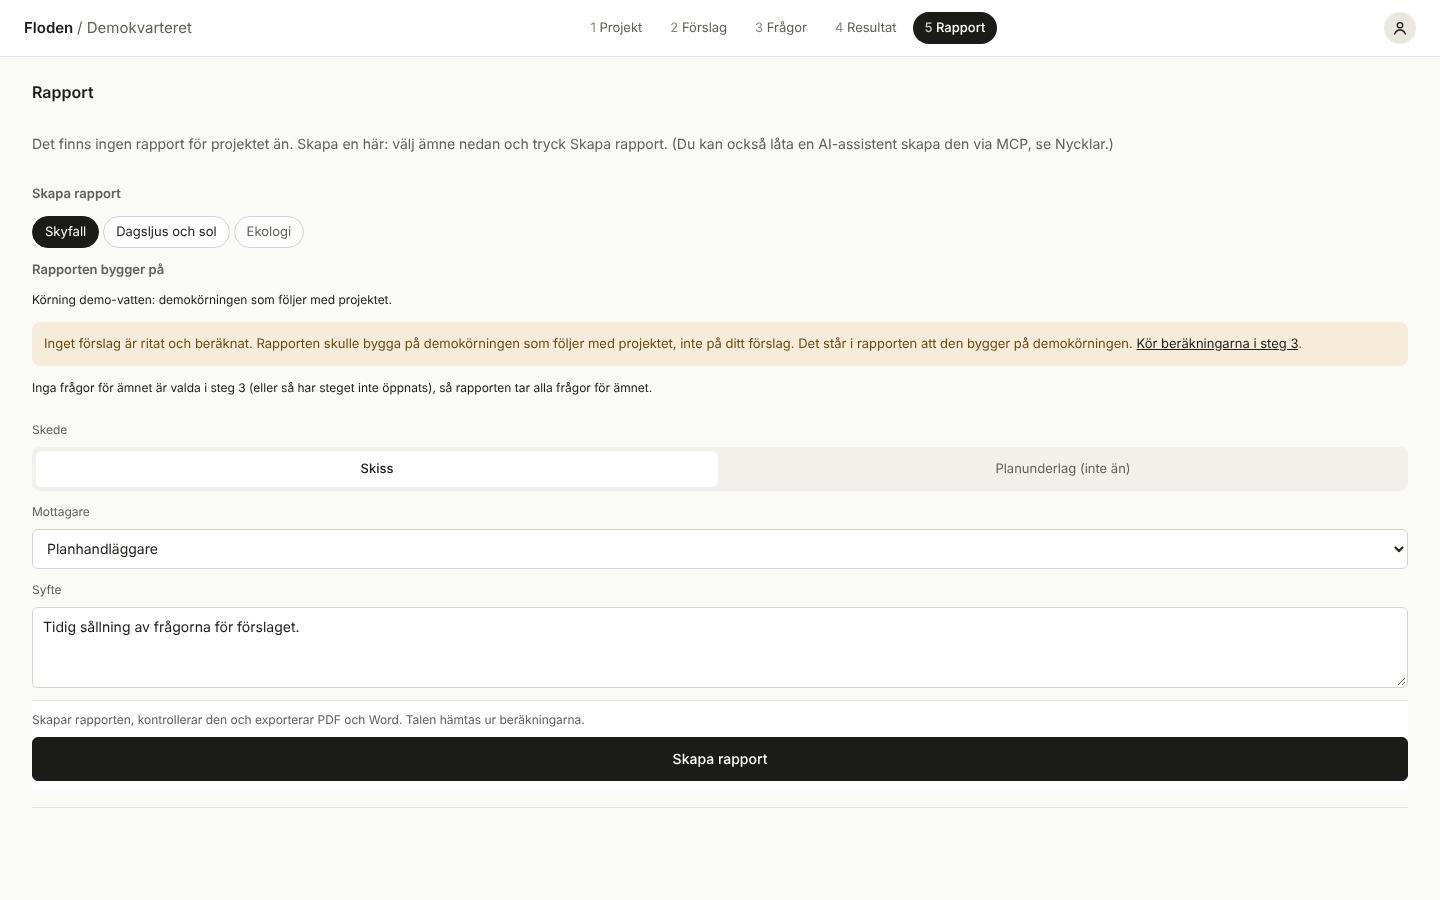 Floden / Demokvarteret
1 Projekt 2 Förslag 3 Frågor 4 Resultat 5 Rapport
Rapport
Det finns ingen rapport för projektet än. Skapa en här: välj ämne nedan och tryck Skapa rapport. (Du kan också låta en AI-assistent skapa den via MCP, se Nycklar.)
Skapa rapport
Skyfall Dagsljus och sol Ekologi
Rapporten bygger på
Körning demo-vatten: demokörningen som följer med projektet.
Inget förslag är ritat och beräknat. Rapporten skulle bygga på demokörningen som följer med projektet, inte på ditt förslag. Det står i rapporten att den bygger på demokörningen. Kör beräkningarna i steg 3.
Inga frågor för ämnet är valda i steg 3 (eller så har steget inte öppnats), så rapporten tar alla frågor för ämnet.
Skede
Skiss Planunderlag (inte än)
Mottagare
Planhandläggare
Syfte
Tidig sållning av frågorna för förslaget.
Skapar rapporten, kontrollerar den och exporterar PDF och Word. Talen hämtas ur beräkningarna.
Skapa rapport